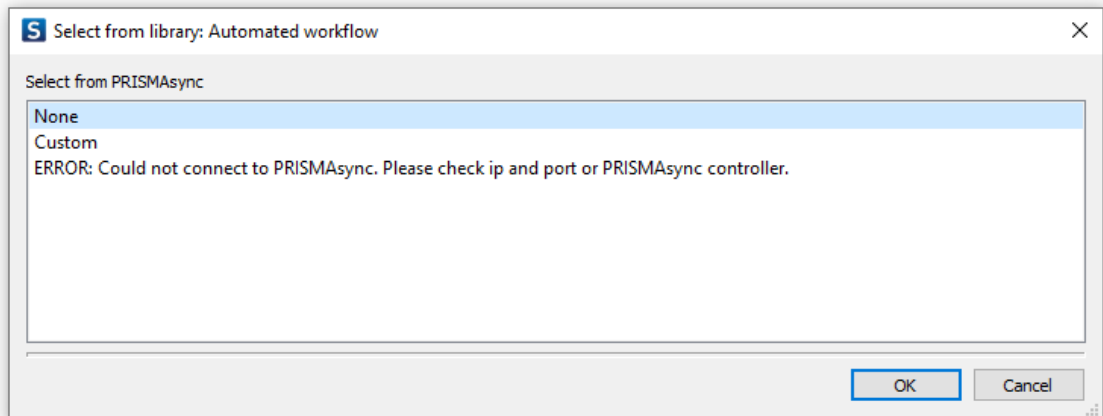 S Select from library: Automated workflow
Select from PRISMAsync
None
Custom
ERROR: Could not connect to PRISMAsync. Please check ip and port or PRISMAsync controller.
OK Cancel